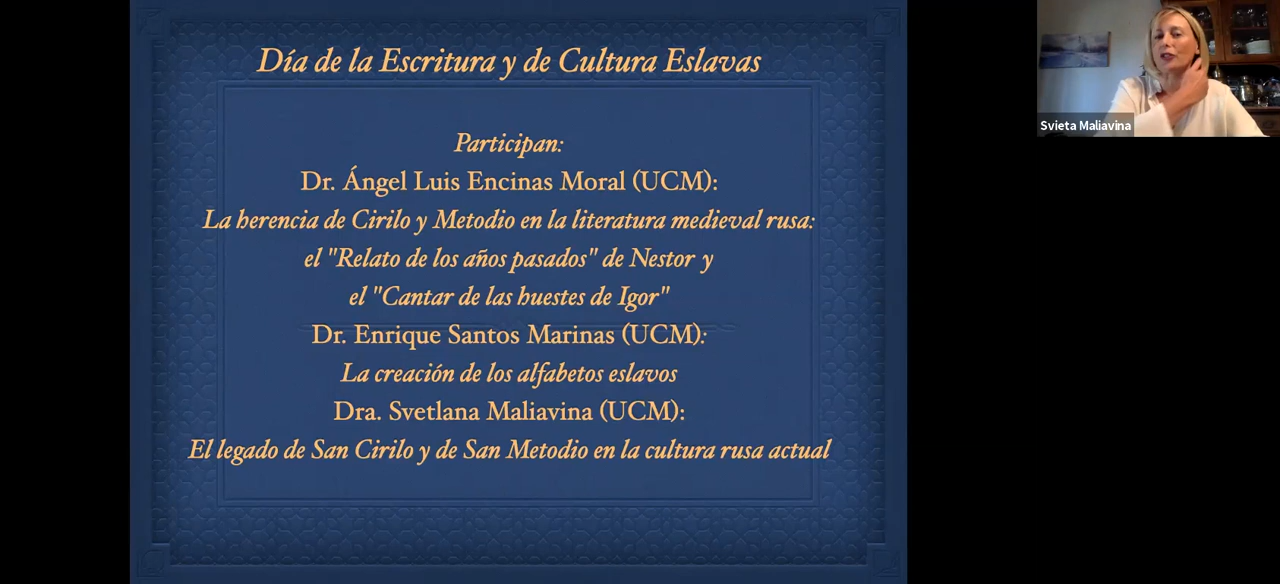 Día de la Escritura y de Cultura Eslavas
Participan:
Dr. Ángel Luis Encinas Moral (UCM):
La herencia de Cirilo y Metodio en la literatura medieval rusa:
el "Relato de los años pasados" de Nestor y
el "Cantar de las huestes de Igor"
Dr. Enrique Santos Marinas (UCM):
La creación de los alfabetos eslavos
Dra. Svetlana Maliavina (UCM):
El legado de San Cirilo y de San Metodio en la cultura rusa actual
Svieta Maliavina